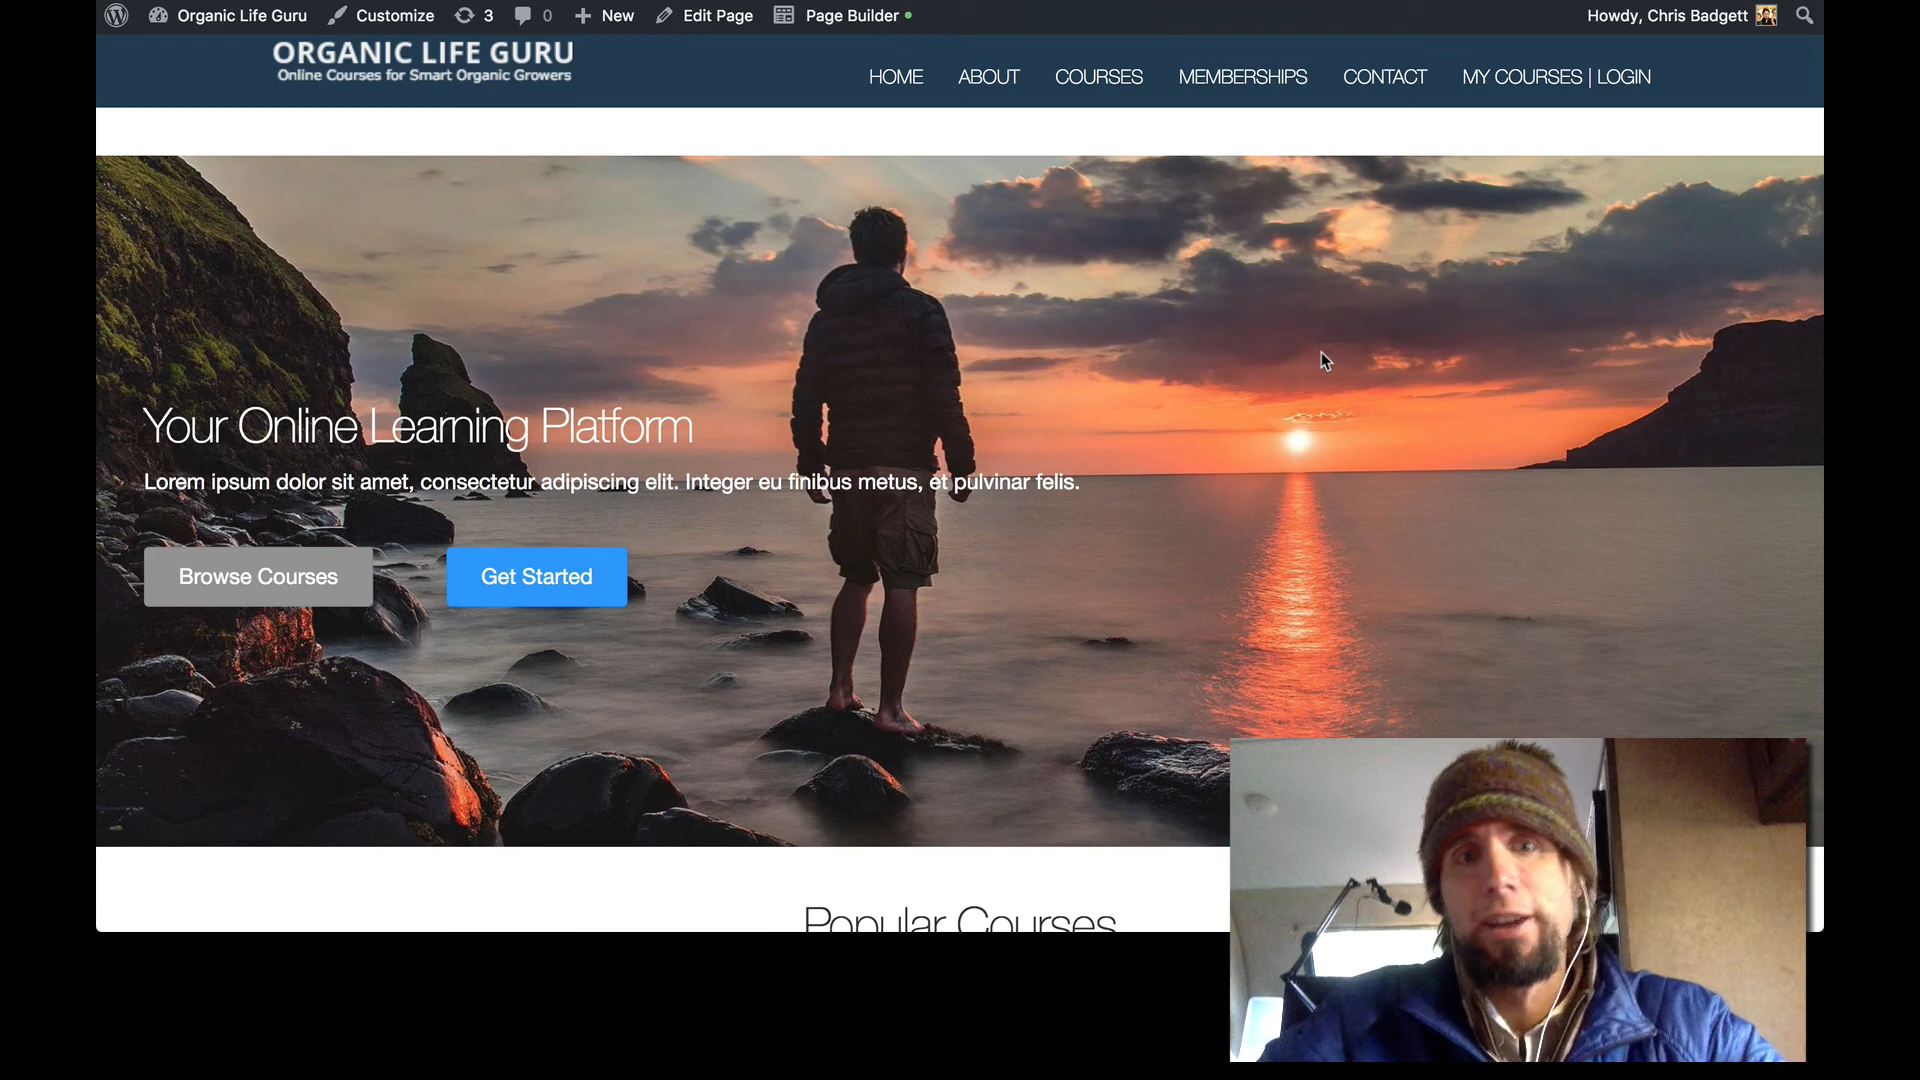 Organic Life Guru Customize 3 0 New Edit Page Page Builder Howdy, Chris Badgett
ORGANIC LIFE GURU
Online Courses for Smart Organic Growers
HOME ABOUT COURSES MEMBERSHIPS CONTACT MY COURSES | LOGIN
Your Online Learning Platform
Lorem ipsum dolor sit amet, consectetur adipiscing elit. Integer eu finibus metus, et pulvinar felis.
Browse Courses Get Started
Popular Courses